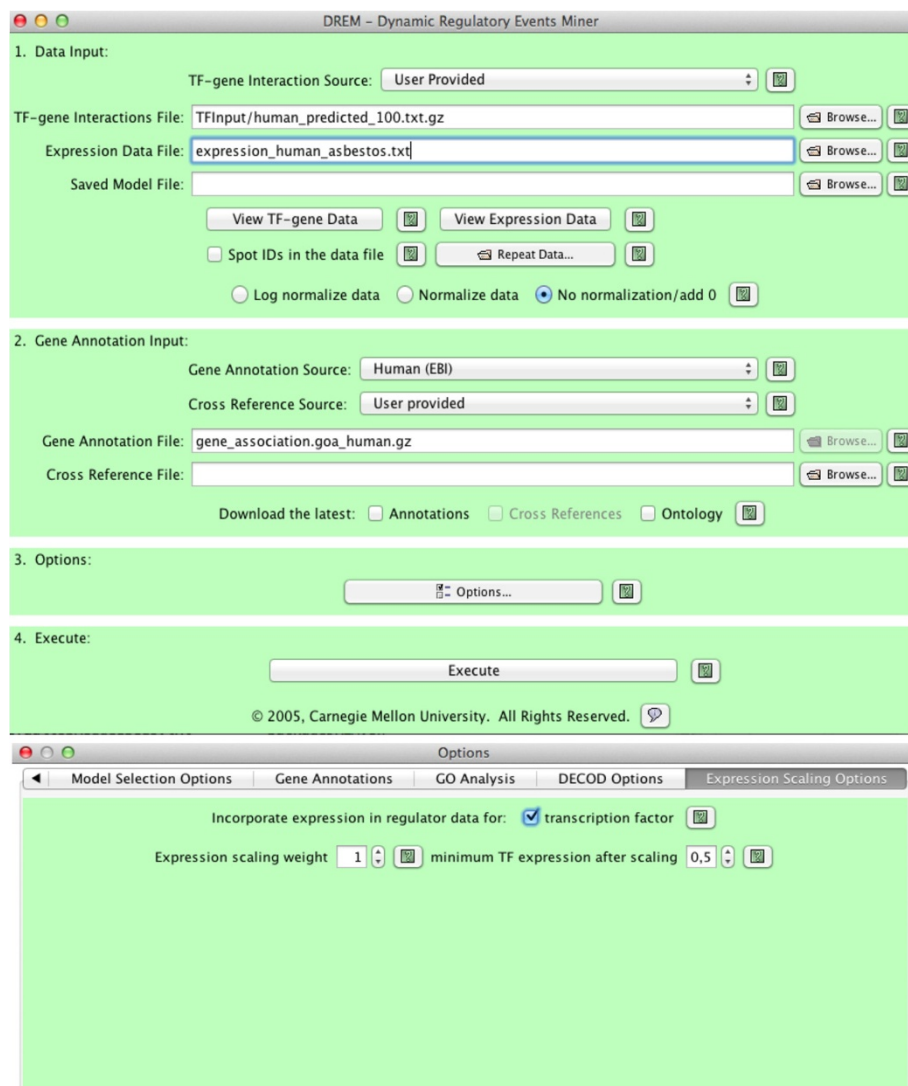 DREM - Dynamic Regulatory Events Miner
1. Data Input:
TF-gene Interaction Source: User Provided
TF-gene Interactions File: TFInput/human_predicted_100.txt.gz Browse...
Expression Data File: expression_human_asbestos.txt Browse...
Saved Model File: Browse...
View TF-gene Data View Expression Data
Spot IDs in the data file Repeat Data...
Log normalize data Normalize data No normalization/add 0
2. Gene Annotation Input:
Gene Annotation Source: Human (EBI)
Cross Reference Source: User provided
Gene Annotation File: gene_association.goa_human.gz Browse...
Cross Reference File: Browse...
Download the latest: Annotations Cross References Ontology
3. Options:
Options...
4. Execute:
Execute
© 2005, Carnegie Mellon University. All Rights Reserved.
Options
Model Selection Options Gene Annotations GO Analysis DECOD Options Expression Scaling Options
Incorporate expression in regulator data for: transcription factor
Expression scaling weight 1 minimum TF expression after scaling 0,5